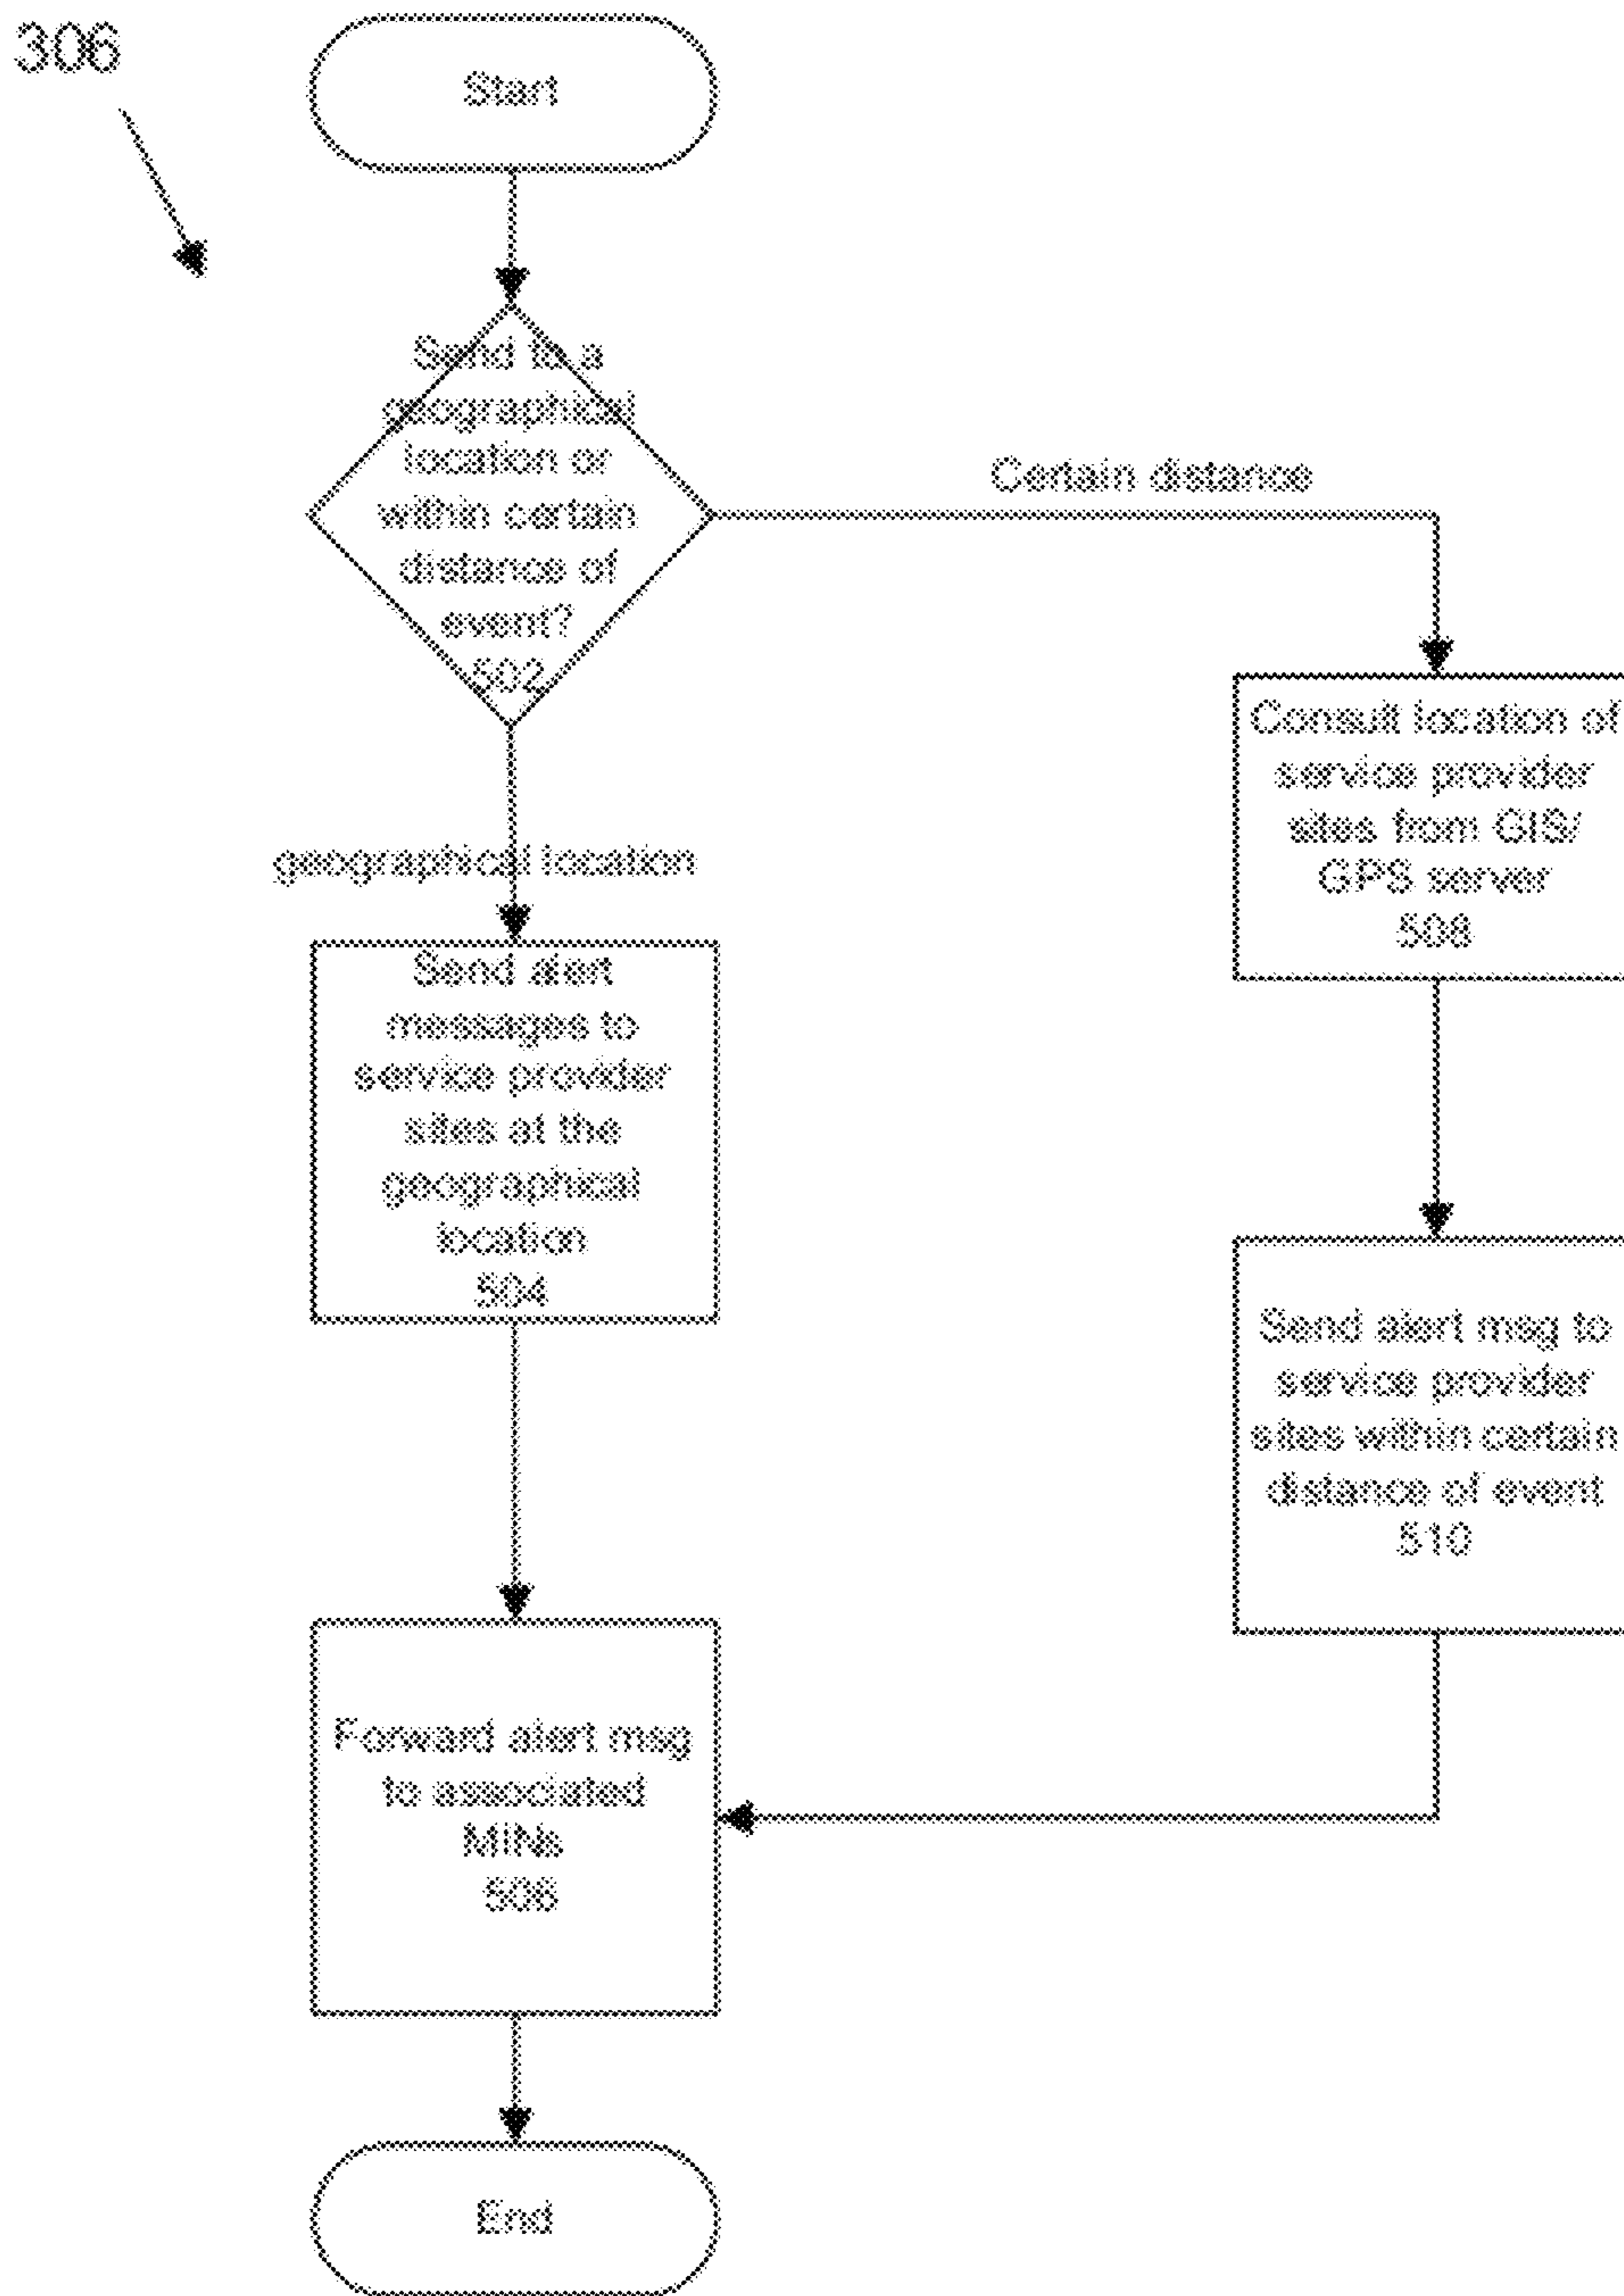 306
Start
Send to a
geographical
location or
within certain
distance of
event?
502
Certain distance
Consult location of
service provider
sites from GIS/
GPS server
508
geographical location
Send alert
messages to
service provider
sites at the
geographical
location
504
Send alert msg to
service provider
sites within certain
distance of event
510
Forward alert msg
to associated
MINs
506
End